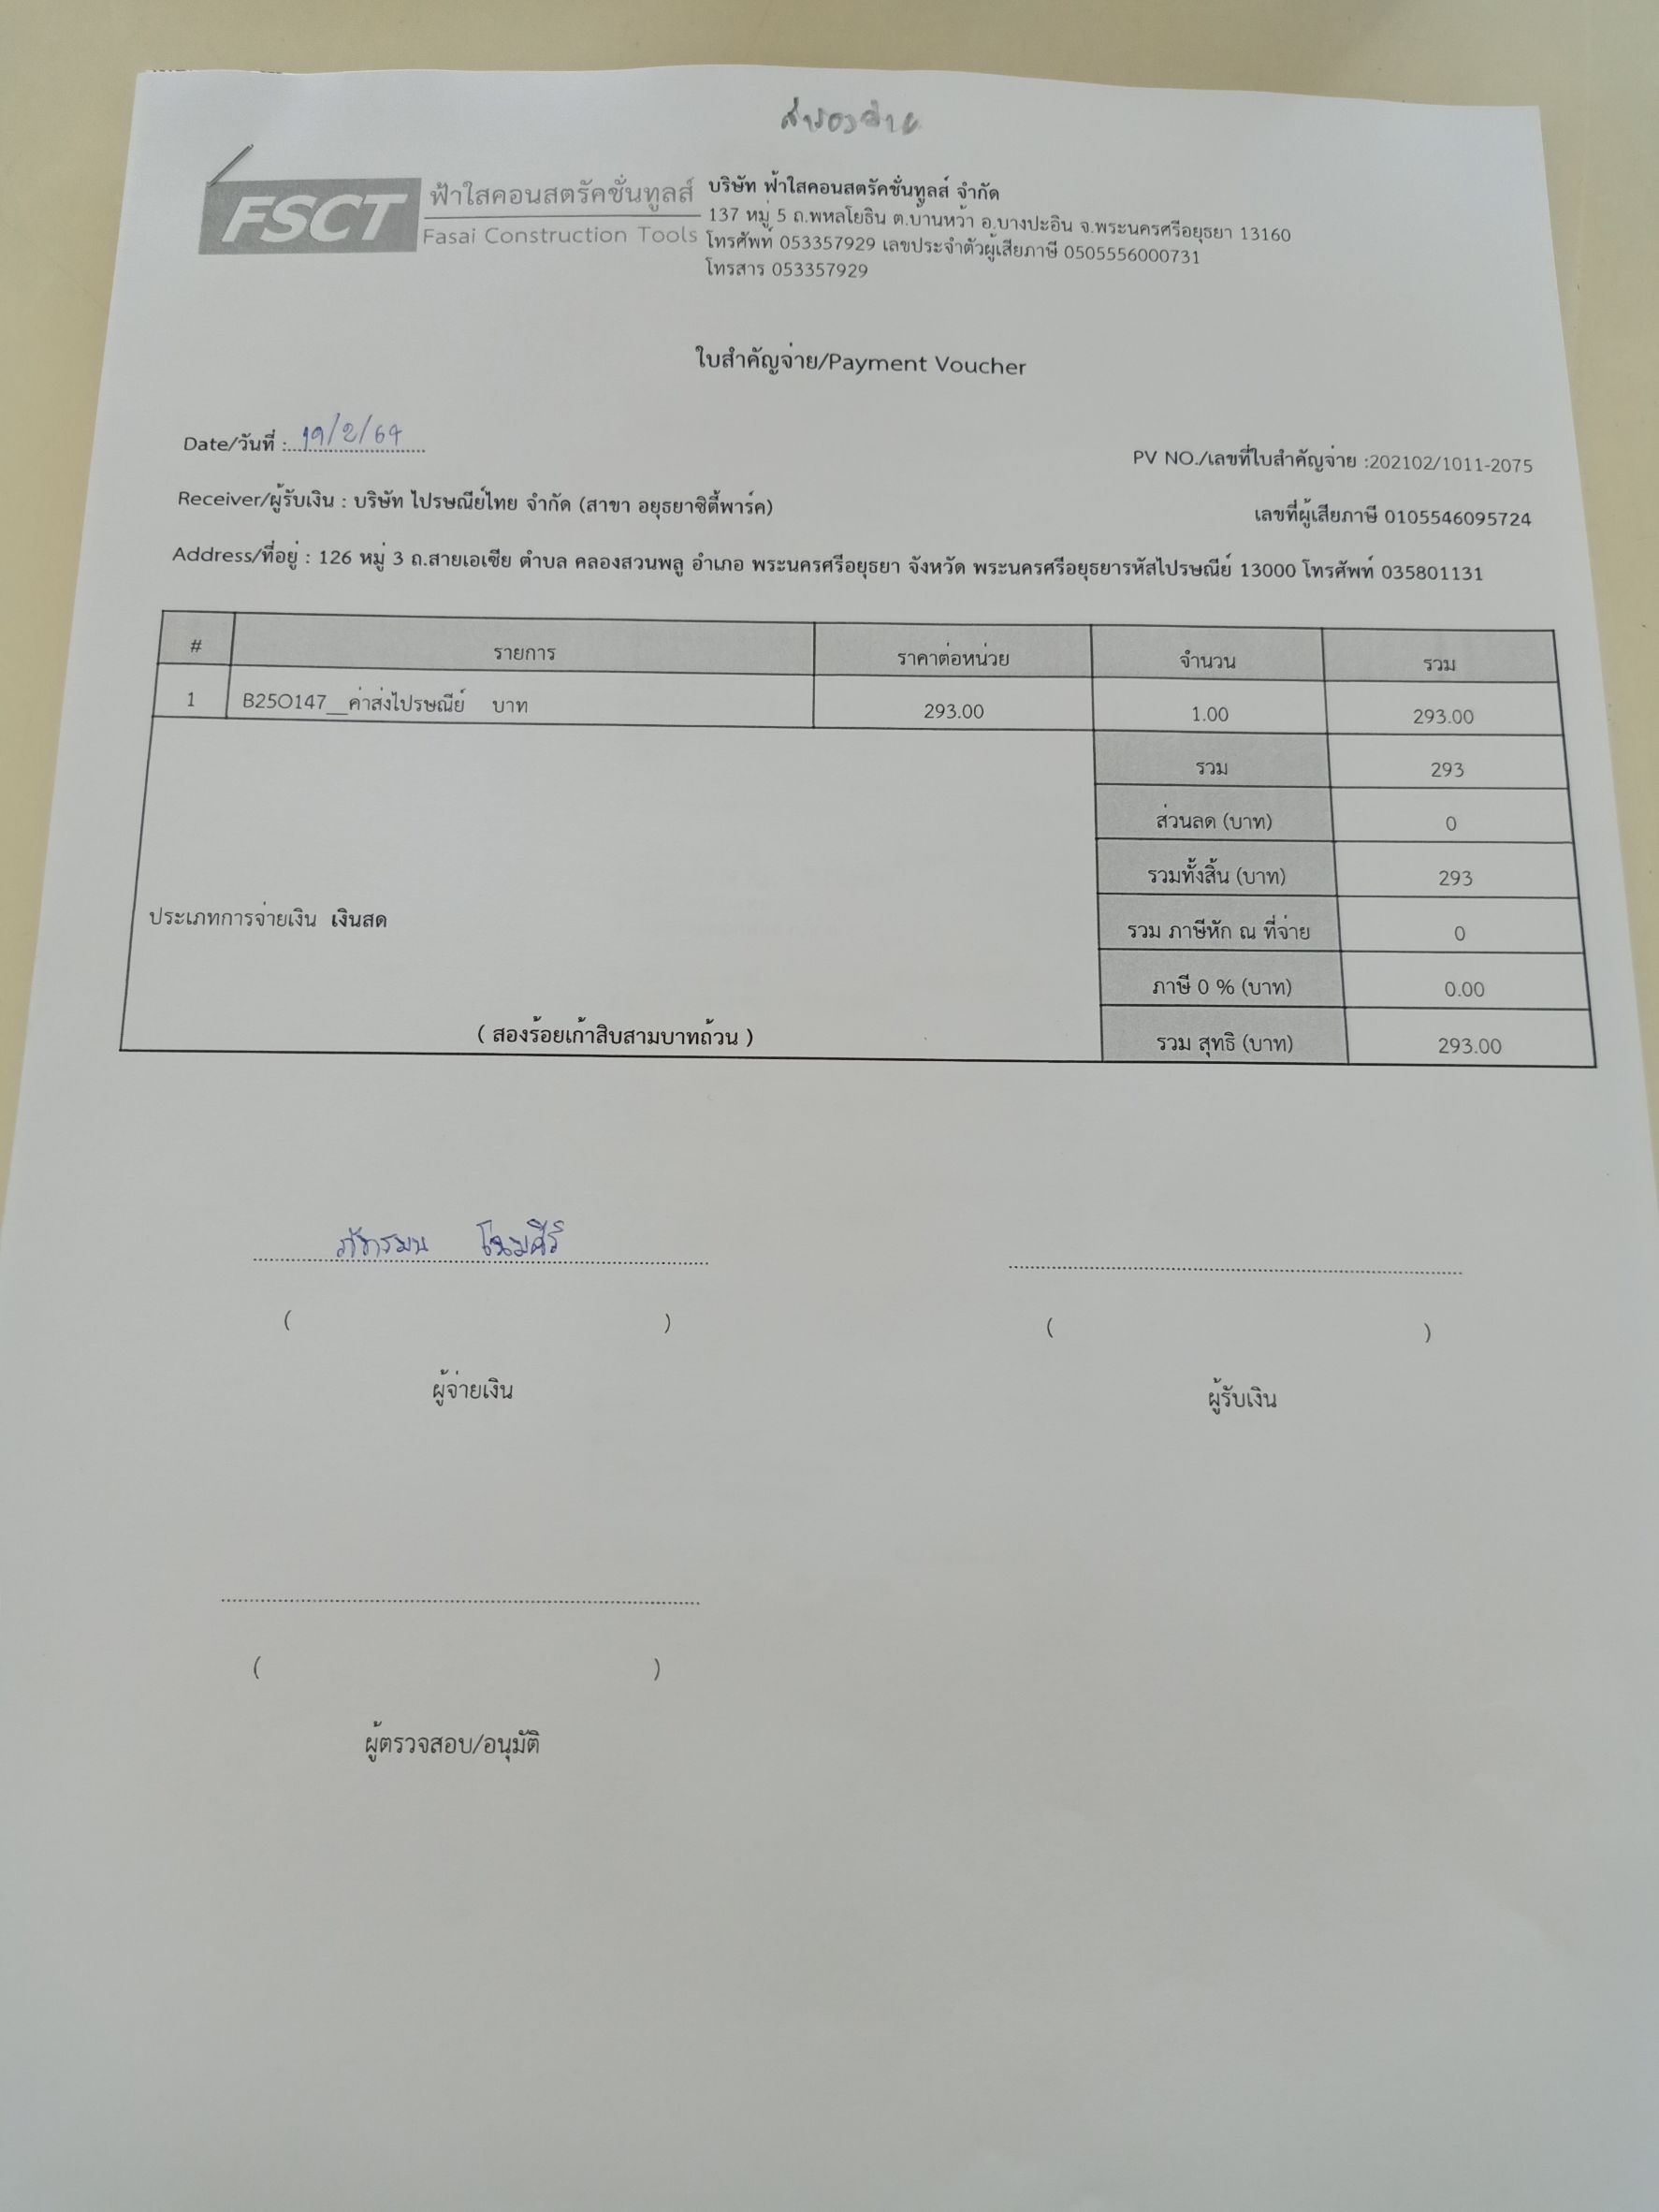 สำรองจ่าย
FSCT
ฟ้าใสคอนสตรัคชั่นทูลส์
Fasai Construction Tools
บริษัท ฟ้าใสคอนสตรัคชั่นทูลส์ จำกัด
137 หมู่ 5 ถ.พหลโยธิน ต.บ้านหว้า อ.บางปะอิน จ.พระนครศรีอยุธยา 13160
โทรศัพท์ 053357929 เลขประจำตัวผู้เสียภาษี 0505556000731
โทรสาร 053357929
ใบสำคัญจ่าย/Payment Voucher
Date/วันที่ : 19/2/64
PV NO./เลขที่ใบสำคัญจ่าย :202102/1011-2075
Receiver/ผู้รับเงิน : บริษัท ไปรษณีย์ไทย จำกัด (สาขา อยุธยาซิตี้พาร์ค)
เลขที่ผู้เสียภาษี 0105546095724
Address/ที่อยู่ : 126 หมู่ 3 ถ.สายเอเซีย ตำบล คลองสวนพลู อำเภอ พระนครศรีอยุธยา จังหวัด พระนครศรีอยุธยารหัสไปรษณีย์ 13000 โทรศัพท์ 035801131
# รายการ ราคาต่อหน่วย จำนวน รวม
1 B25O147__ค่าส่งไปรษณีย์ บาท 293.00 1.00 293.00
รวม 293
ส่วนลด (บาท) 0
รวมทั้งสิ้น (บาท) 293
ประเภทการจ่ายเงิน เงินสด
รวม ภาษีหัก ณ ที่จ่าย 0
ภาษี 0 % (บาท) 0.00
( สองร้อยเก้าสิบสามบาทถ้วน )
รวม สุทธิ (บาท) 293.00
ภัทรมน โฉมศิริ
( ) ( )
ผู้จ่ายเงิน ผู้รับเงิน
( )
ผู้ตรวจสอบ/อนุมัติ